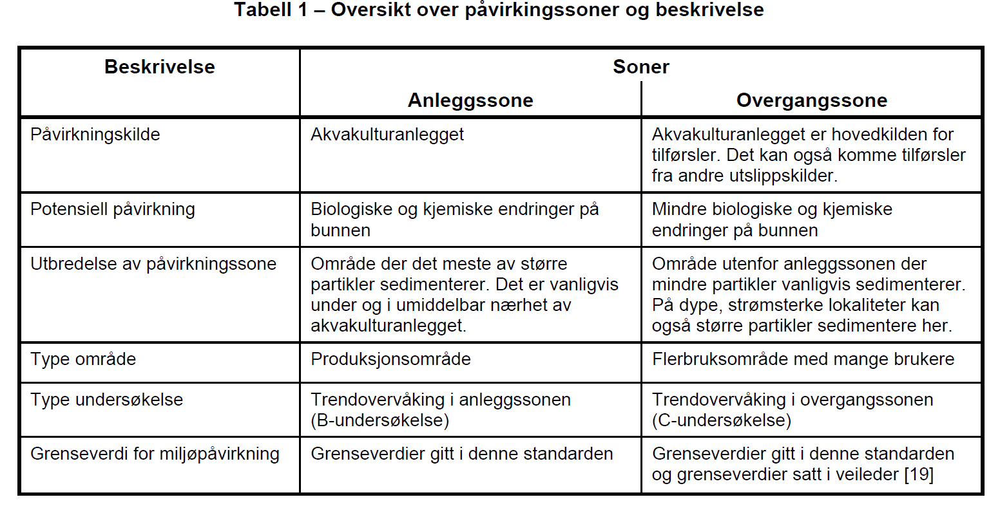 Tabell 1 – Oversikt over påvirkingssoner og beskrivelse
Beskrivelse
Soner
Anleggssone
Overgangssone
Påvirkningskilde
Akvakulturanlegget
Akvakulturanlegget er hovedkilden for
tilførsler. Det kan også komme tilførsler
fra andre utslippskilder.
Potensiell påvirkning
Biologiske og kjemiske endringer på
bunnen
Mindre biologiske og kjemiske
endringer på bunnen
Utbredelse av påvirkningssone
Område der det meste av større
partikler sedimenterer. Det er vanligvis
under og i umiddelbar nærhet av
akvakulturanlegget.
Område utenfor anleggssonen der
mindre partikler vanligvis sedimenterer.
På dype, strømsterke lokaliteter kan
også større partikler sedimentere her.
Type område
Produksjonsområde
Flerbruksområde med mange brukere
Type undersøkelse
Trendovervåking i anleggssonen
(B-undersøkelse)
Trendovervåking i overgangssonen
(C-undersøkelse)
Grenseverdi for miljøpåvirkning
Grenseverdier gitt i denne standarden
Grenseverdier gitt i denne standarden
og grenseverdier satt i veileder [19]